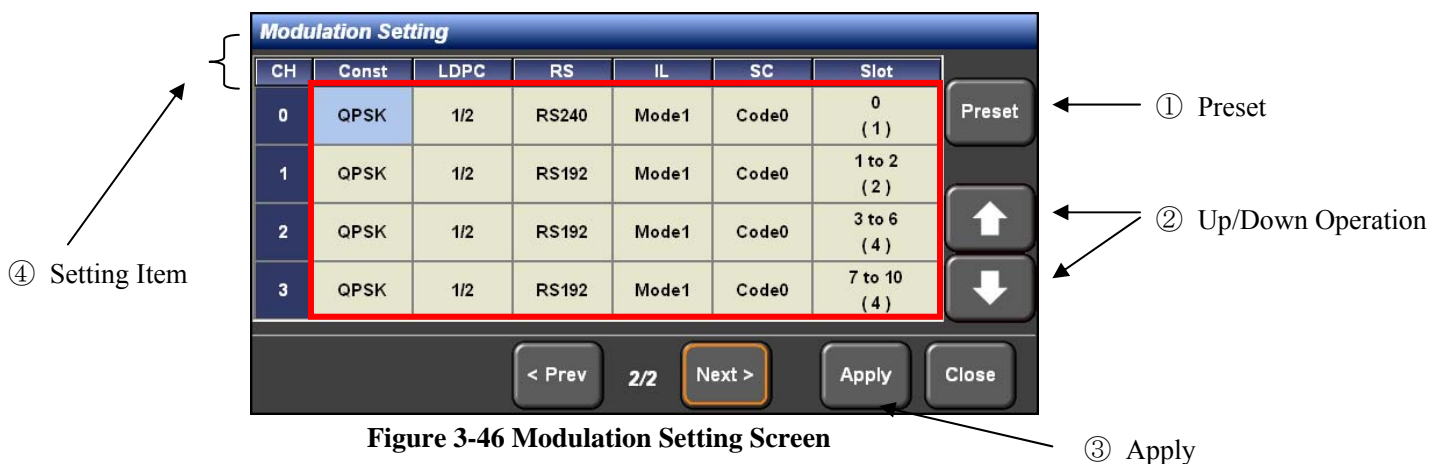 Modulation Setting
CH Const LDPC RS IL SC Slot
0 QPSK 1/2 RS240 Mode1 Code0 0
( 1 )
1 QPSK 1/2 RS192 Mode1 Code0 1 to 2
( 2 )
2 QPSK 1/2 RS192 Mode1 Code0 3 to 6
( 4 )
3 QPSK 1/2 RS192 Mode1 Code0 7 to 10
( 4 )
Preset
< Prev 2/2 Next > Apply Close
① Preset
② Up/Down Operation
④ Setting Item
③ Apply
Figure 3-46 Modulation Setting Screen